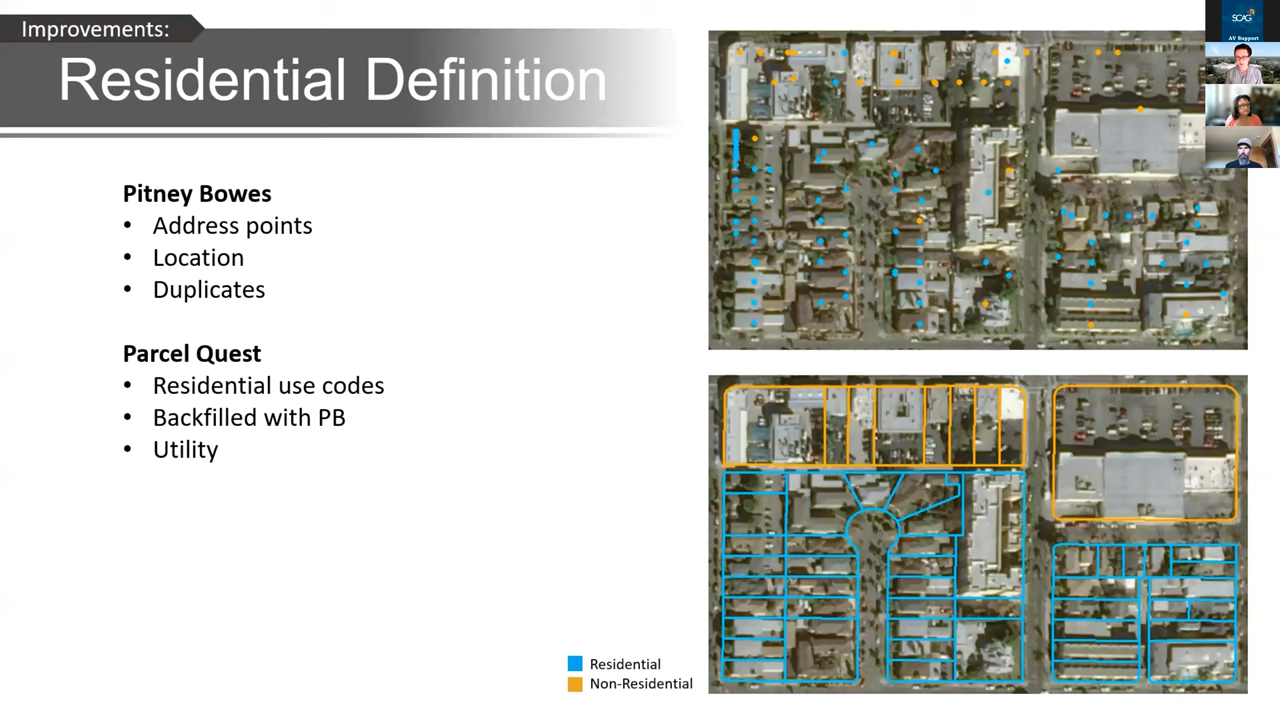 Improvements:
Residential Definition
Pitney Bowes
• Address points
• Location
• Duplicates
Parcel Quest
• Residential use codes
• Backfilled with PB
• Utility
Residential
Non-Residential
SCAG
AV Support